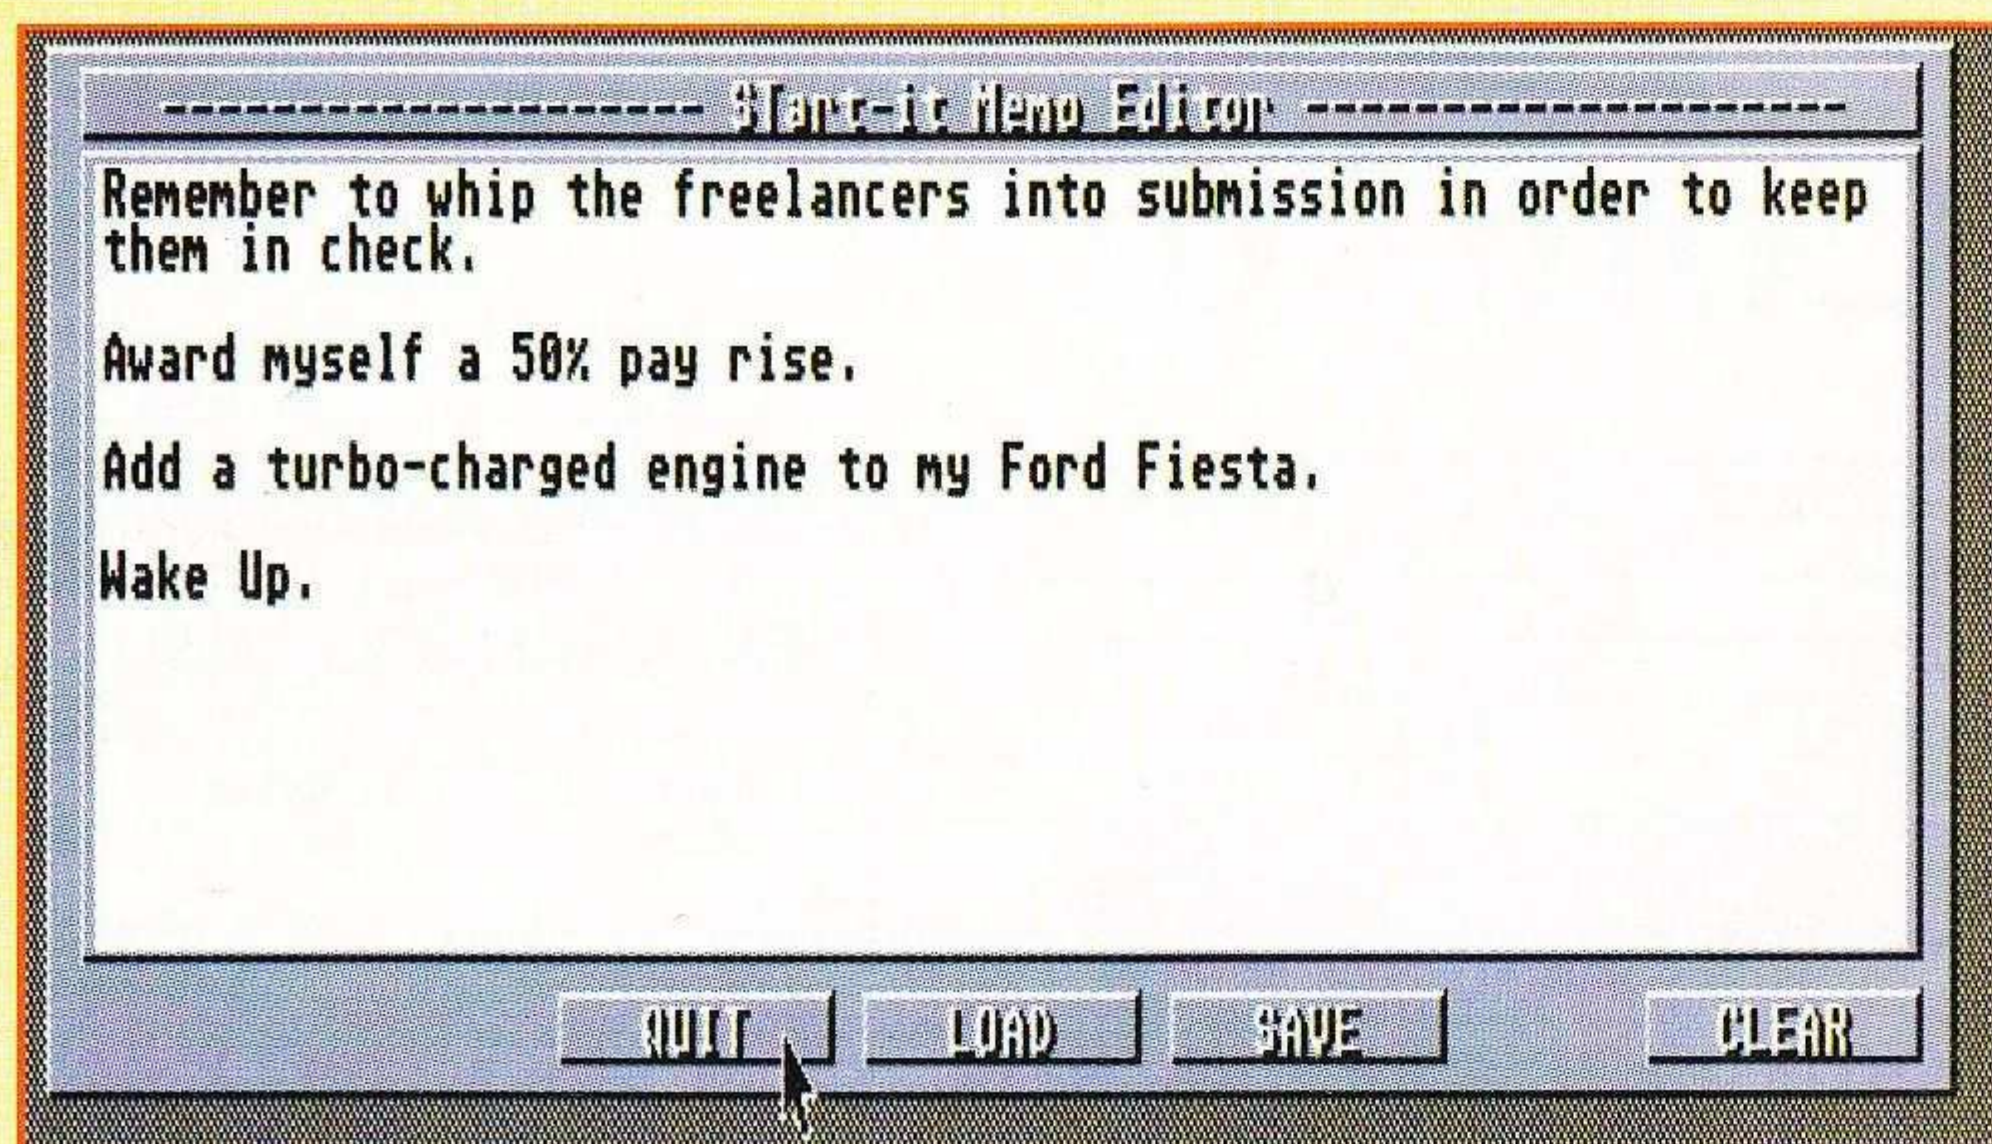 -------------------- STart-it Memo Editor --------------------
Remember to whip the freelancers into submission in order to keep
them in check.
Award myself a 50% pay rise.
Add a turbo-charged engine to my Ford Fiesta.
Wake Up.
QUIT LOAD SAVE CLEAR